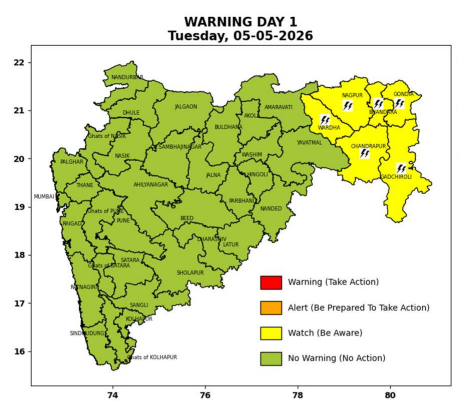 WARNING DAY 1
Tuesday, 05-05-2026
22
21
20
19
18
17
16
74
76
78
80
NANDURBAR
DHULE
JALGAON
BULDHANA
AKOLA
AMARAVATI
NAGPUR
GONDIA
BHANDARA
WARDHA
Ghats of NASIK
NASIK
SAMBHAJINAGAR
WASHIM
YAVATMAL
CHANDRAPUR
PALGHAR
THANE
AHILYANAGAR
JALNA
HINGOLI
GADCHIROLI
MUMBAI
PARBHANI
NANDED
Ghats of PUNE
PUNE
RAIGAD
BEED
DHARASHIV
LATUR
SATARA
Ghats of SATARA
SHOLAPUR
RATNAGIRI
SANGLI
KOLHAPUR
SINDHUDURG
Ghats of KOLHAPUR
Warning (Take Action)
Alert (Be Prepared To Take Action)
Watch (Be Aware)
No Warning (No Action)